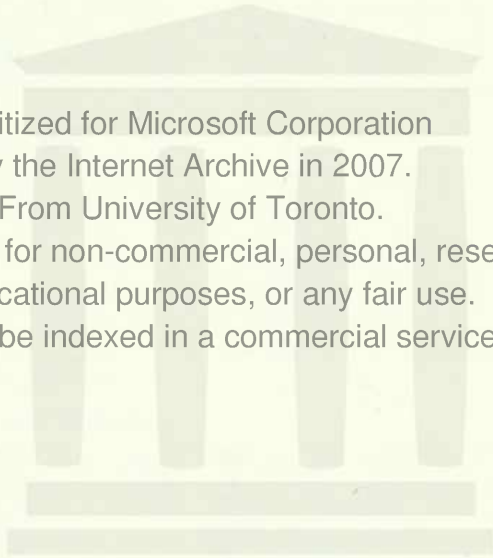 itized for Microsoft Corporation
the Internet Archive in 2007.
From University of Toronto.
for non-commercial, personal, rese
cational purposes, or any fair use.
be indexed in a commercial service